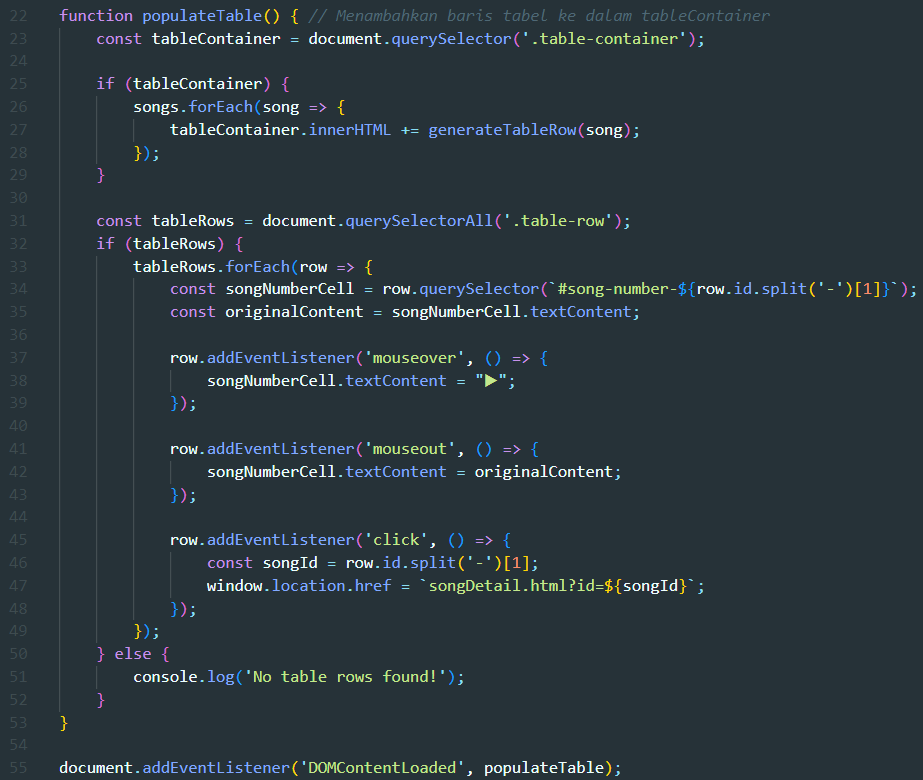 22 function populateTable() { // Menambahkan baris tabel ke dalam tableContainer
23     const tableContainer = document.querySelector('.table-container');
24
25     if (tableContainer) {
26         songs.forEach(song => {
27             tableContainer.innerHTML += generateTableRow(song);
28         });
29     }
30
31     const tableRows = document.querySelectorAll('.table-row');
32     if (tableRows) {
33         tableRows.forEach(row => {
34             const songNumberCell = row.querySelector(`#song-number-${row.id.split('-')[1]}`);
35             const originalContent = songNumberCell.textContent;
36
37             row.addEventListener('mouseover', () => {
38                 songNumberCell.textContent = "▶";
39             });
40
41             row.addEventListener('mouseout', () => {
42                 songNumberCell.textContent = originalContent;
43             });
44
45             row.addEventListener('click', () => {
46                 const songId = row.id.split('-')[1];
47                 window.location.href = `songDetail.html?id=${songId}`;
48             });
49         });
50     } else {
51         console.log('No table rows found!');
52     }
53 }
54
55 document.addEventListener('DOMContentLoaded', populateTable);